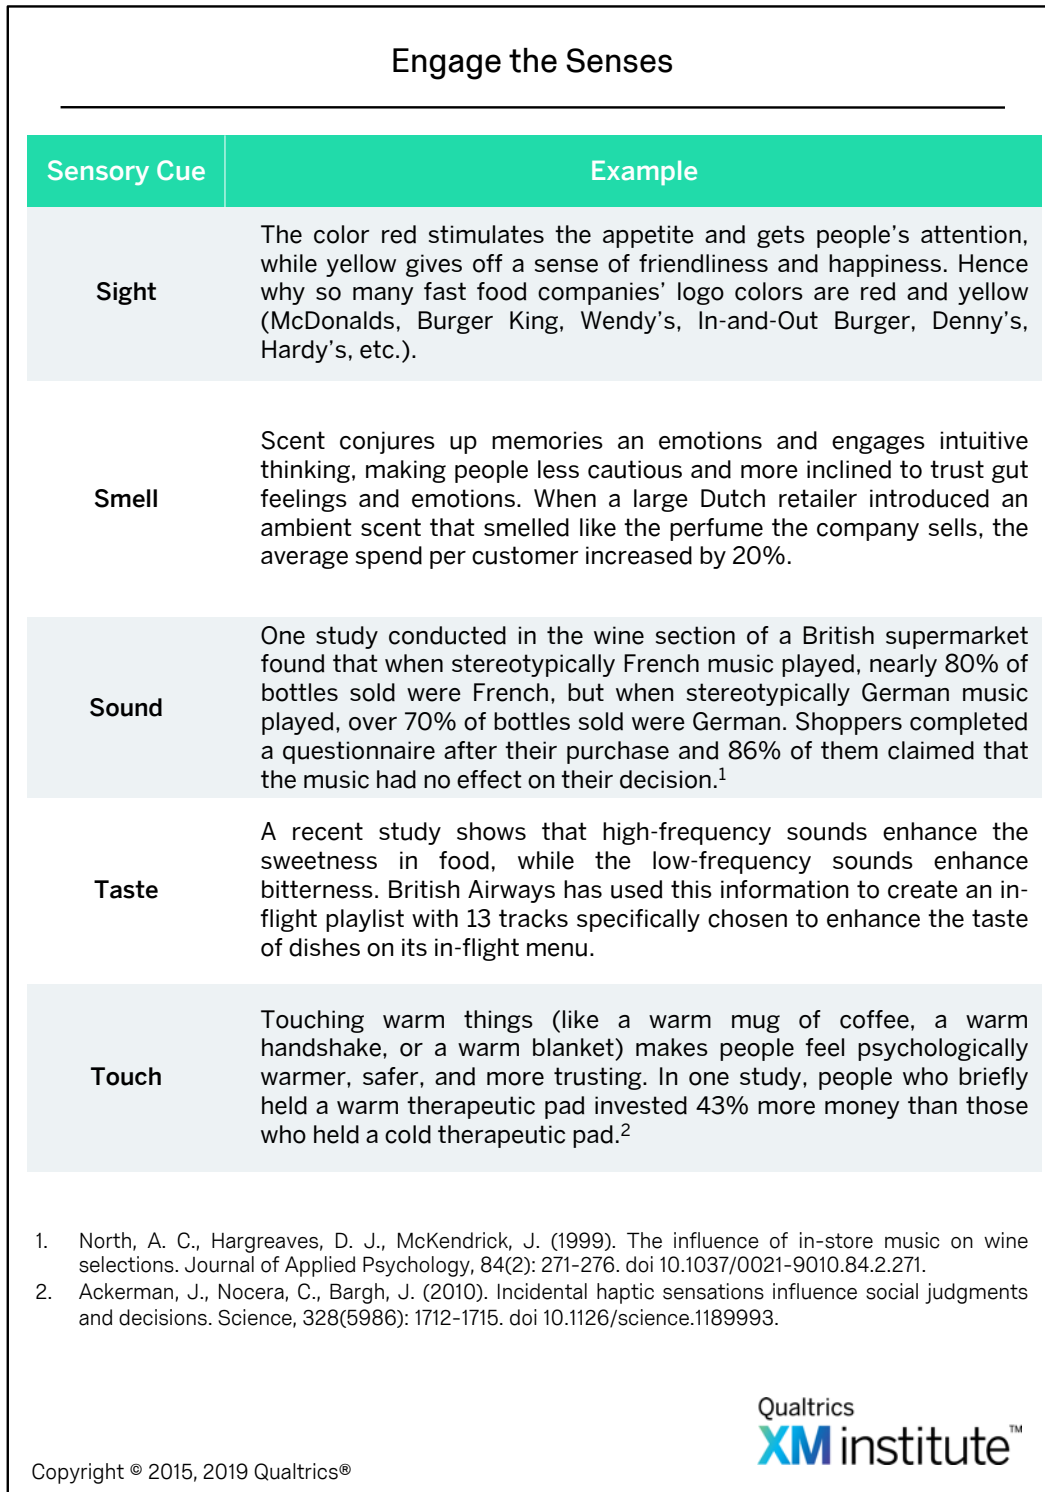 Engage the Senses
Sensory Cue
Example
Sight
The color red stimulates the appetite and gets people's attention,
while yellow gives off a sense of friendliness and happiness. Hence
why so many fast food companies' logo colors are red and yellow
(McDonalds, Burger King, Wendy's, In-and-Out Burger, Denny's,
Hardy's, etc.).
Smell
Scent conjures up memories an emotions and engages intuitive
thinking, making people less cautious and more inclined to trust gut
feelings and emotions. When a large Dutch retailer introduced an
ambient scent that smelled like the perfume the company sells, the
average spend per customer increased by 20%.
Sound
One study conducted in the wine section of a British supermarket
found that when stereotypically French music played, nearly 80% of
bottles sold were French, but when stereotypically German music
played, over 70% of bottles sold were German. Shoppers completed
a questionnaire after their purchase and 86% of them claimed that
the music had no effect on their decision.1
Taste
A recent study shows that high-frequency sounds enhance the
sweetness in food, while the low-frequency sounds enhance
bitterness. British Airways has used this information to create an in-
flight playlist with 13 tracks specifically chosen to enhance the taste
of dishes on its in-flight menu.
Touch
Touching warm things (like a warm mug of coffee, a warm
handshake, or a warm blanket) makes people feel psychologically
warmer, safer, and more trusting. In one study, people who briefly
held a warm therapeutic pad invested 43% more money than those
who held a cold therapeutic pad.2
1. North, A. C., Hargreaves, D. J., McKendrick, J. (1999). The influence of in-store music on wine
selections. Journal of Applied Psychology, 84(2): 271-276. doi 10.1037/0021-9010.84.2.271.
2. Ackerman, J., Nocera, C., Bargh, J. (2010). Incidental haptic sensations influence social judgments
and decisions. Science, 328(5986): 1712-1715. doi 10.1126/science.1189993.
Qualtrics
XM institute™
Copyright © 2015, 2019 Qualtrics®